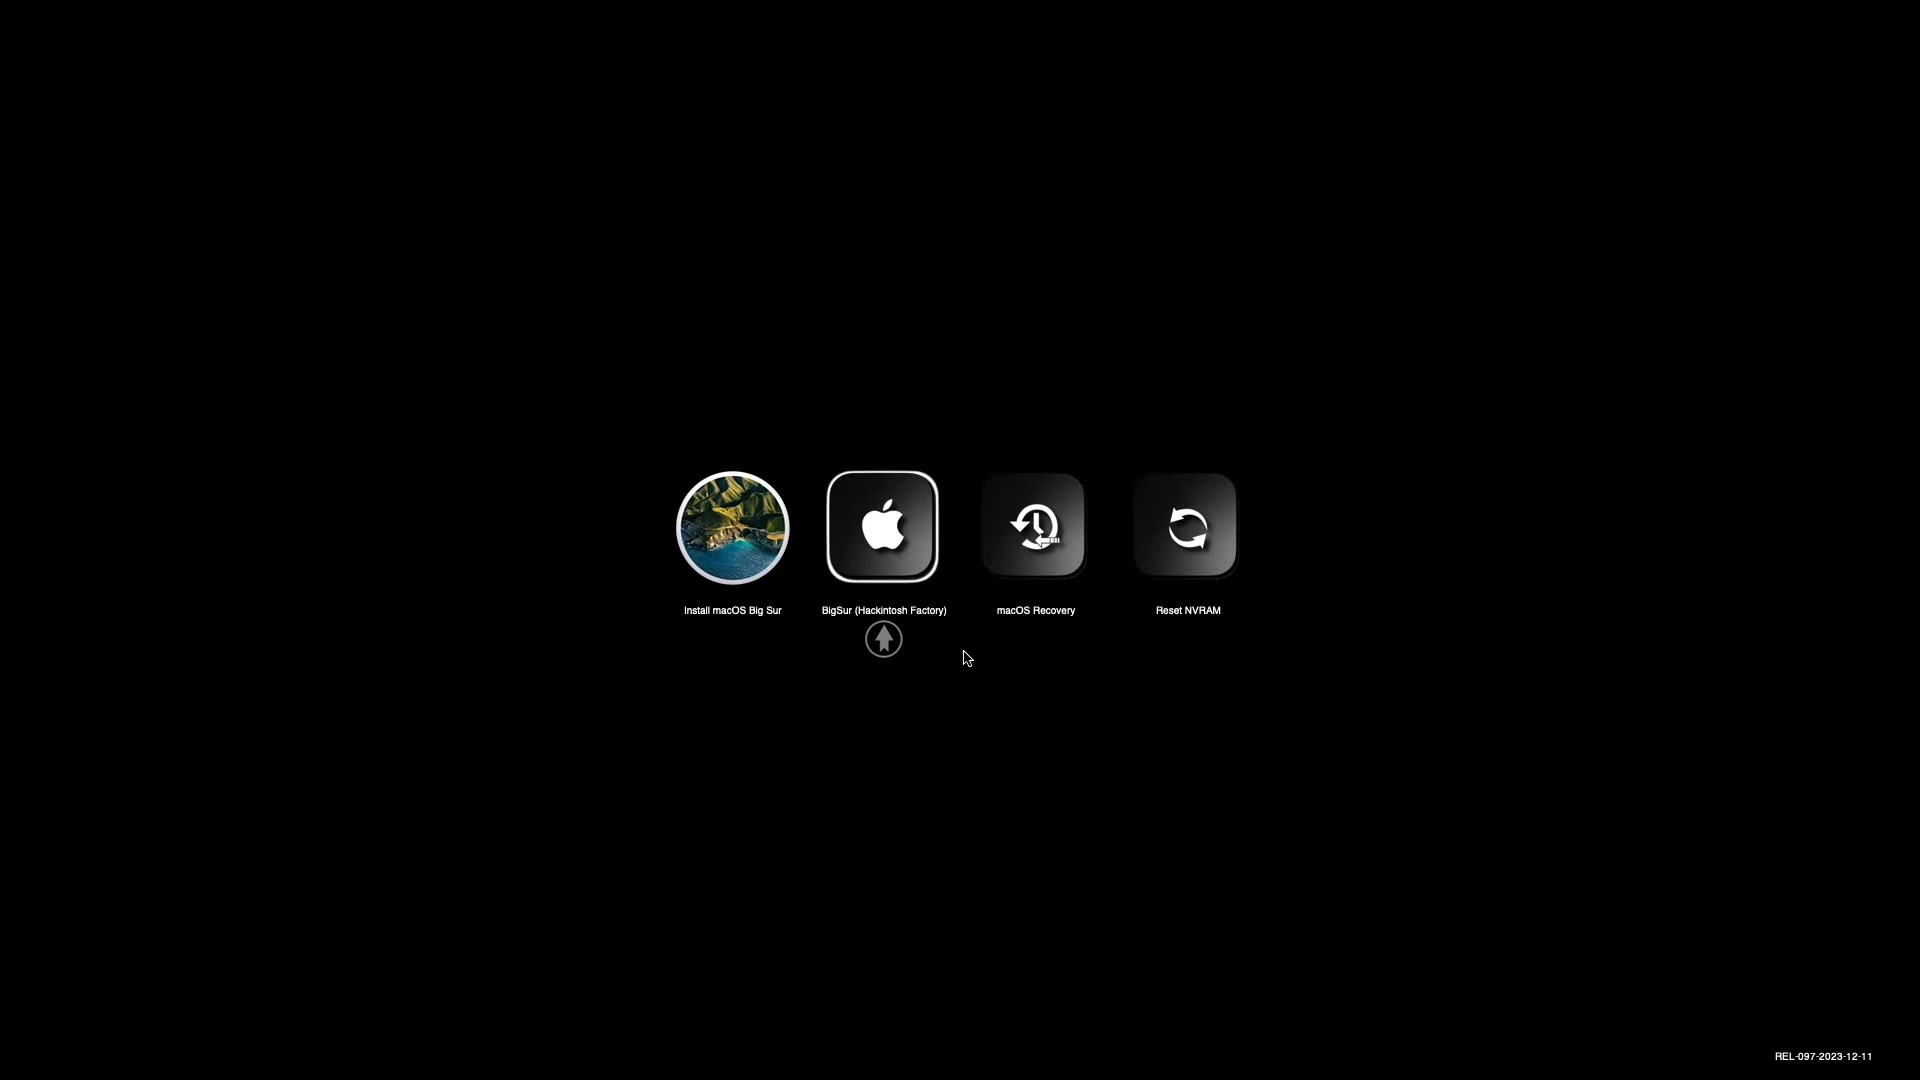 Install macOS Big Sur
BigSur (Hackintosh Factory)
macOS Recovery
Reset NVRAM
REL-097-2023-12-11